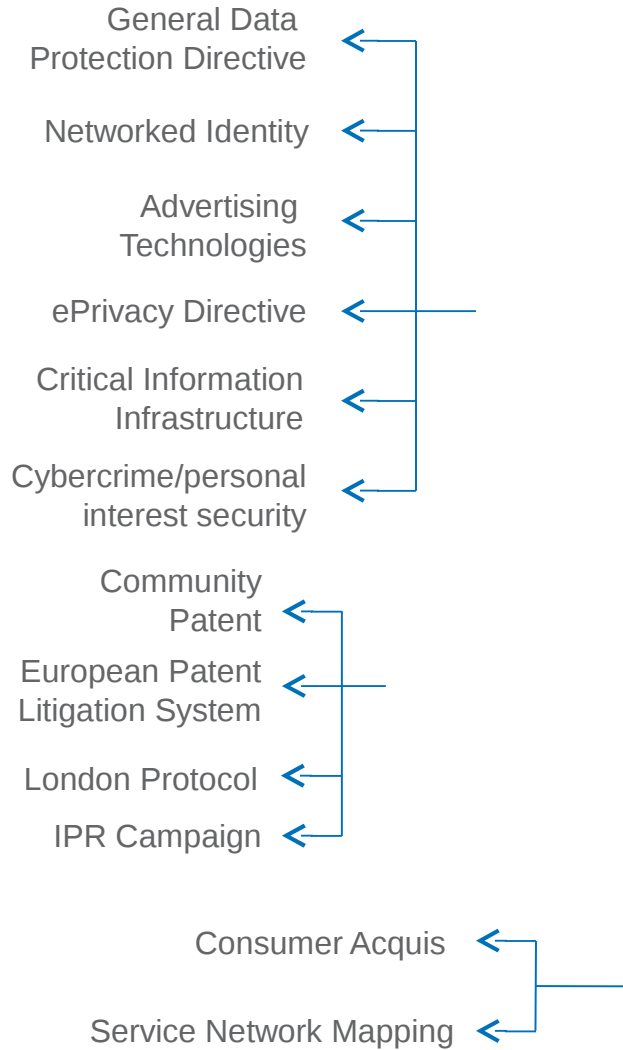 General Data
Protection Directive
Networked Identity
Advertising
Technologies
ePrivacy Directive
Critical Information
Infrastructure
Cybercrime/personal
interest security
Community
Patent
European Patent
Litigation System
London Protocol
IPR Campaign
Consumer Acquis
Service Network Mapping